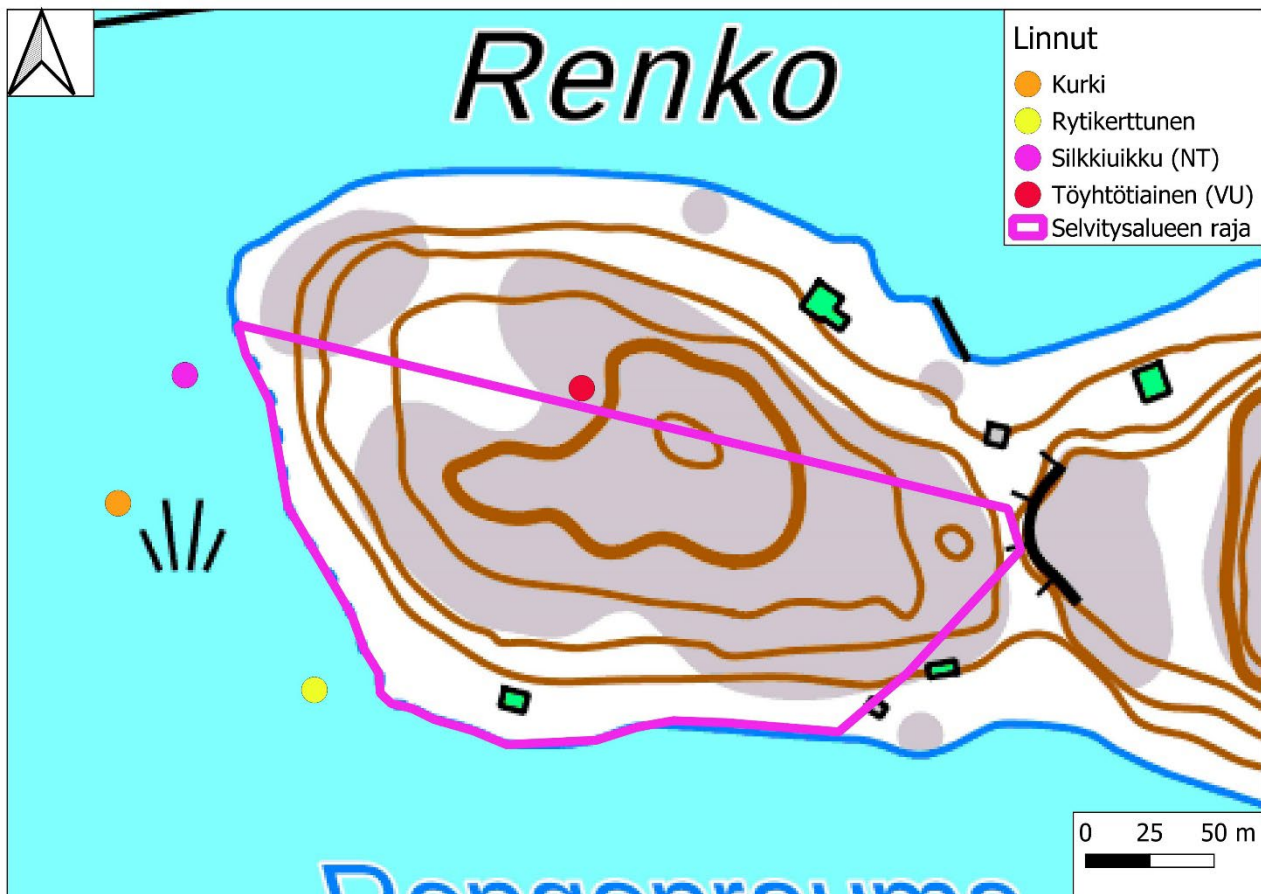 Renko
Linnut
Kurki
Rytikerttunen
Silkkiuikku (NT)
Töyhtötiainen (VU)
Selvitysalueen raja
0 25 50 m